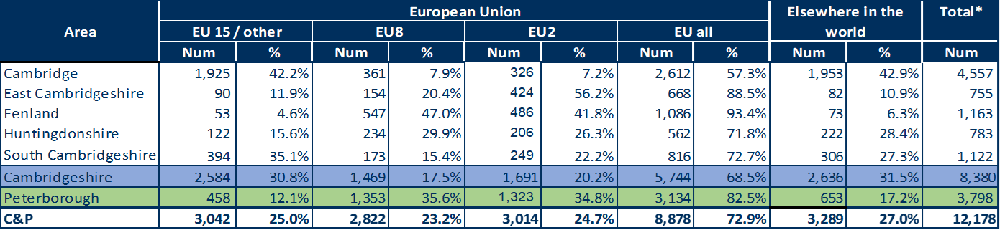 Area European Union Elsewhere in the world Total*
EU 15 / other EU8 EU2 EU all
Num % Num % Num % Num % Num % Num
Cambridge 1,925 42.2% 361 7.9% 326 7.2% 2,612 57.3% 1,953 42.9% 4,557
East Cambridgeshire 90 11.9% 154 20.4% 424 56.2% 668 88.5% 82 10.9% 755
Fenland 53 4.6% 547 47.0% 486 41.8% 1,086 93.4% 73 6.3% 1,163
Huntingdonshire 122 15.6% 234 29.9% 206 26.3% 562 71.8% 222 28.4% 783
South Cambridgeshire 394 35.1% 173 15.4% 249 22.2% 816 72.7% 306 27.3% 1,122
Cambridgeshire 2,584 30.8% 1,469 17.5% 1,691 20.2% 5,744 68.5% 2,636 31.5% 8,380
Peterborough 458 12.1% 1,353 35.6% 1,323 34.8% 3,134 82.5% 653 17.2% 3,798
C&P 3,042 25.0% 2,822 23.2% 3,014 24.7% 8,878 72.9% 3,289 27.0% 12,178